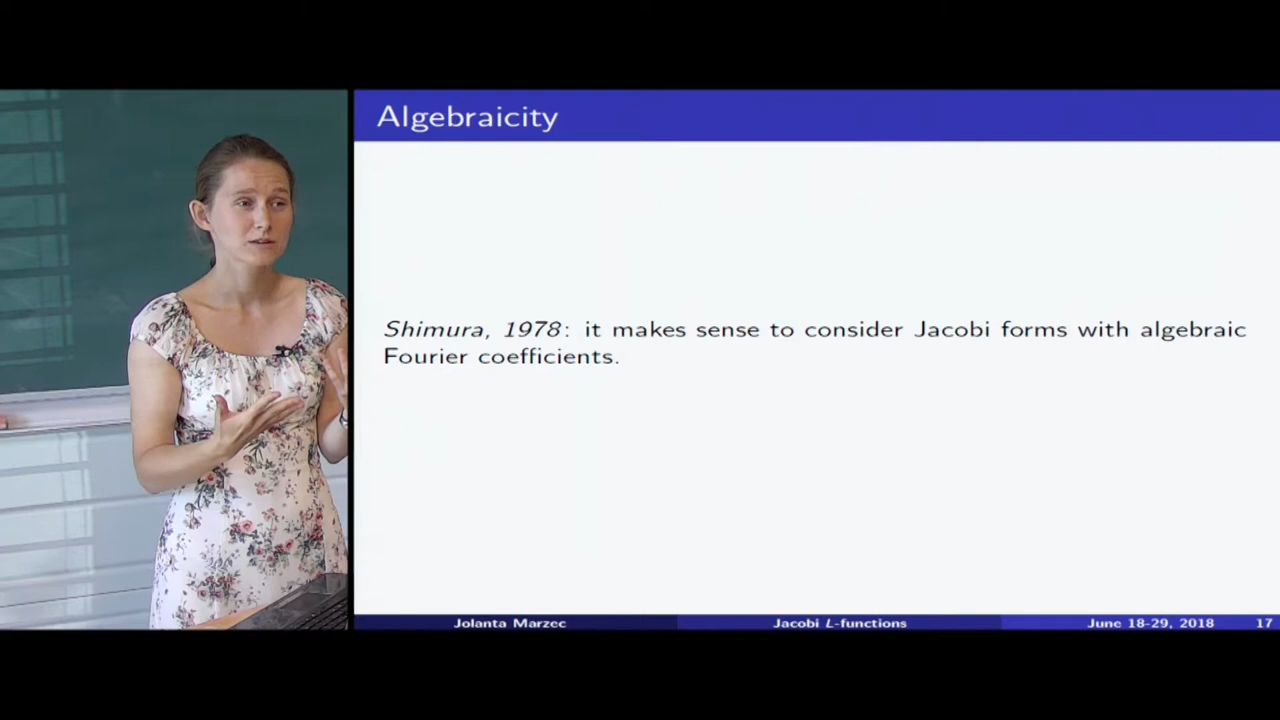 Algebraicity
Shimura, 1978: it makes sense to consider Jacobi forms with algebraic
Fourier coefficients.
Jolanta Marzec
Jacobi L-functions
June 18-29, 2018
17